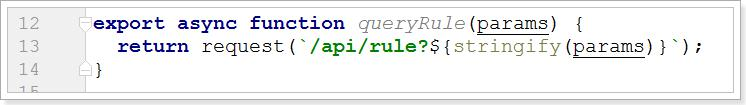 12 export async function queryRule(params) {
13   return request(`/api/rule?${stringify(params)}`);
14 }
15